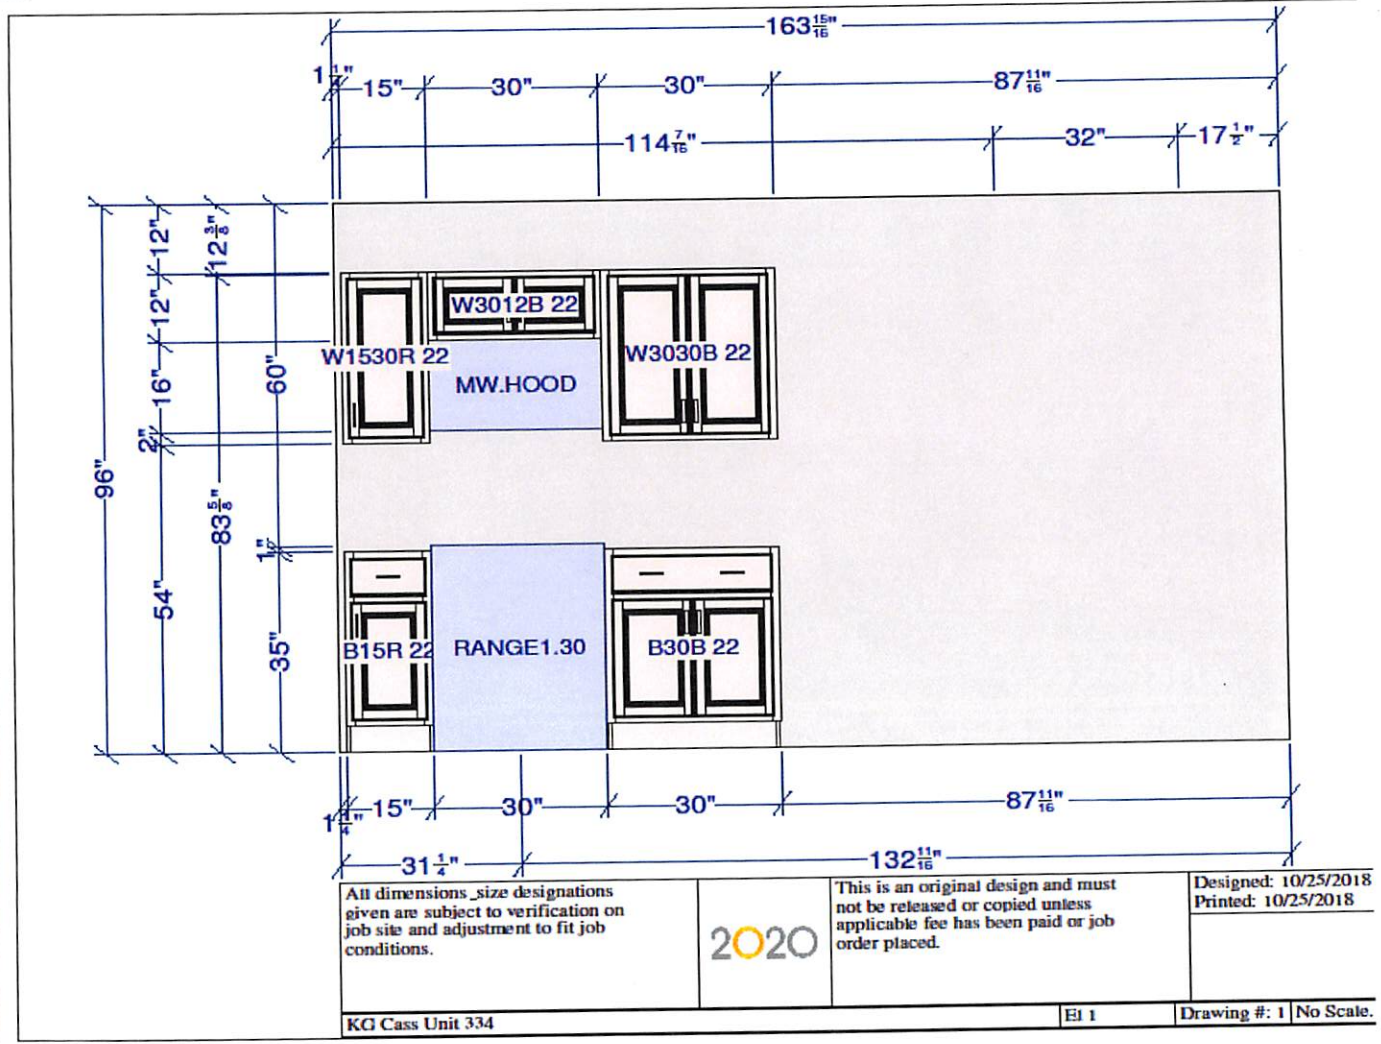 163 15/16"
1 1/4" 15" 30" 30" 87 11/16"
114 7/16" 32" 17 1/2"
12" 12 3/8"
12"
16"
2"
60"
96"
83 5/8"
54"
1"
35"
W1530R 22
W3012B 22
MW.HOOD
W3030B 22
B15R 22
RANGE1.30
B30B 22
1 1/4" 15" 30" 30" 87 11/16"
31 1/4" 132 11/16"
All dimensions _size designations
given are subject to verification on
job site and adjustment to fit job
conditions.
2020
This is an original design and must
not be released or copied unless
applicable fee has been paid or job
order placed.
Designed: 10/25/2018
Printed: 10/25/2018
KG Cass Unit 334
El 1
Drawing #: 1
No Scale.